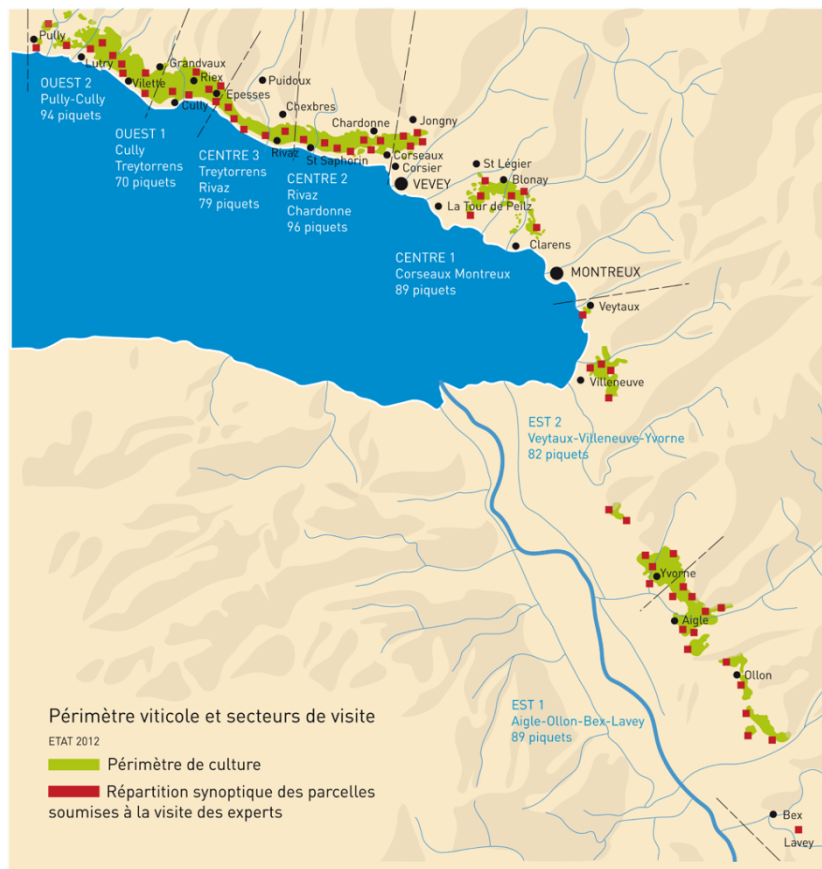 Pully
Lutry
Grandvaux
Vilette
Riex
Cully
Epesses
Puidoux
Chexbres
Rivaz
St Saphorin
Chardonne
Jongny
Corseaux
Corsier
VEVEY
St Légier
Blonay
La Tour de Peilz
Clarens
MONTREUX
Veytaux
Villeneuve
OUEST 2
Pully-Cully
94 piquets
OUEST 1
Cully
Treytorrens
70 piquets
CENTRE 3
Treytorrens
Rivaz
79 piquets
CENTRE 2
Rivaz
Chardonne
96 piquets
CENTRE 1
Corseaux Montreux
89 piquets
EST 2
Veytaux-Villeneuve-Yvorne
82 piquets
Yvorne
Aigle
Ollon
EST 1
Aigle-Ollon-Bex-Lavey
89 piquets
Bex
Lavey
Périmètre viticole et secteurs de visite
ETAT 2012
Périmètre de culture
Répartition synoptique des parcelles
soumises à la visite des experts